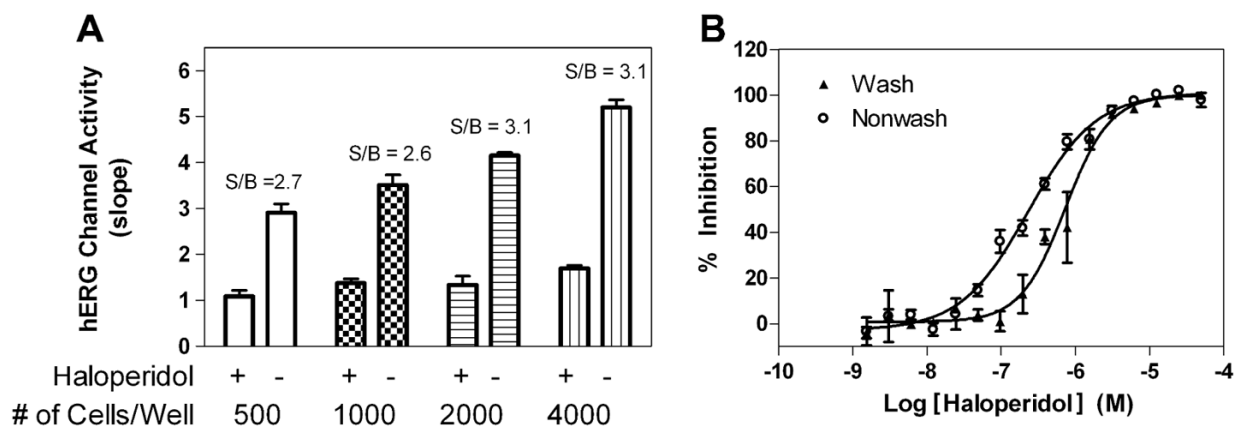 A
hERG Channel Activity
(slope)
6
5
4
3
2
1
0
S/B =2.7
S/B = 2.6
S/B = 3.1
S/B = 3.1
Haloperidol + - + - + - + -
# of Cells/Well 500 1000 2000 4000
B
% Inhibition
120
100
80
60
40
20
0
Wash
Nonwash
-10 -9 -8 -7 -6 -5 -4
Log [Haloperidol] (M)